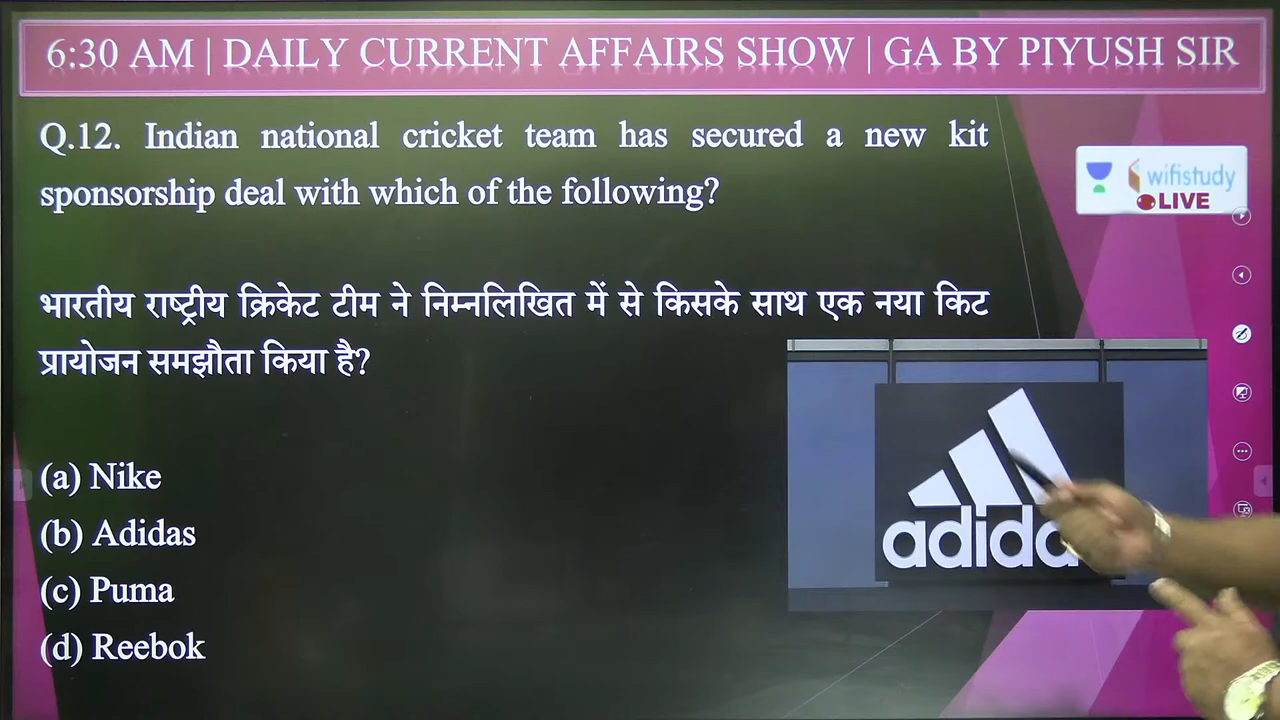 6:30 AM | DAILY CURRENT AFFAIRS SHOW | GA BY PIYUSH SIR
Q.12. Indian national cricket team has secured a new kit
sponsorship deal with which of the following?
wifistudy
LIVE
भारतीय राष्ट्रीय क्रिकेट टीम ने निम्नलिखित में से किसके साथ एक नया किट
प्रायोजन समझौता किया है?
(a) Nike
(b) Adidas
(c) Puma
(d) Reebok
adida